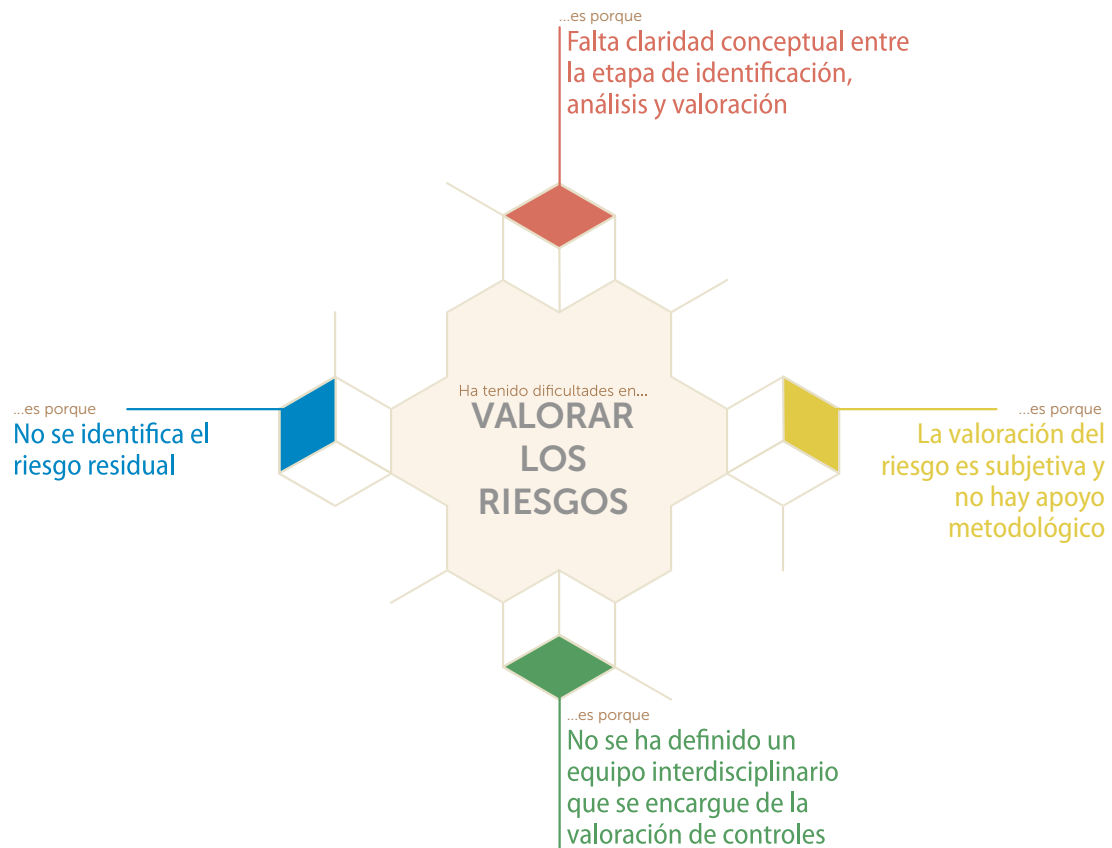 ...es porque
Falta claridad conceptual entre
la etapa de identificación,
análisis y valoración
Ha tenido dificultades en...
VALORAR
LOS
RIESGOS
...es porque
No se identifica el
riesgo residual
...es porque
La valoración del
riesgo es subjetiva y
no hay apoyo
metodológico
...es porque
No se ha definido un
equipo interdisciplinario
que se encargue de la
valoración de controles